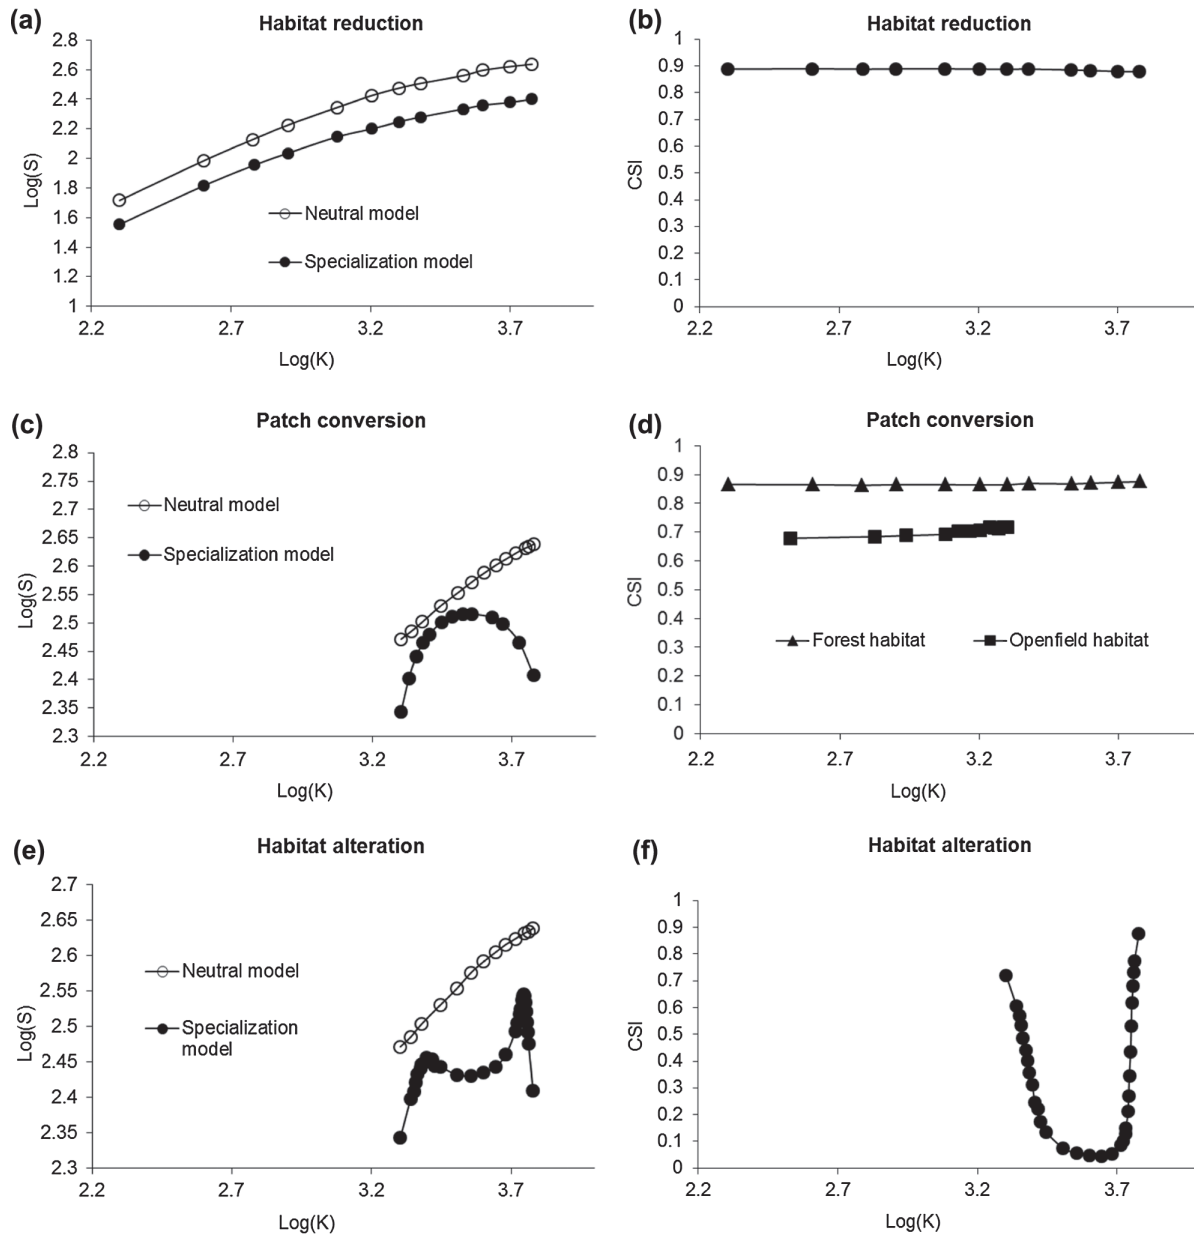 (a)
Habitat reduction
2.8
2.6
2.4
2.2
2
1.8
1.6
1.4
1.2
1
Log(S)
Neutral model
Specialization model
2.2
2.7
3.2
3.7
Log(K)
(b)
Habitat reduction
1
0.9
0.8
0.7
0.6
0.5
0.4
0.3
0.2
0.1
0
CSI
2.2
2.7
3.2
3.7
Log(K)
(c)
Patch conversion
2.8
2.75
2.7
2.65
2.6
2.55
2.5
2.45
2.4
2.35
2.3
Log(S)
Neutral model
Specialization model
2.2
2.7
3.2
3.7
Log(K)
(d)
Patch conversion
1
0.9
0.8
0.7
0.6
0.5
0.4
0.3
0.2
0.1
0
CSI
Forest habitat
Openfield habitat
2.2
2.7
3.2
3.7
Log(K)
(e)
Habitat alteration
2.7
2.65
2.6
2.55
2.5
2.45
2.4
2.35
2.3
Log(S)
Neutral model
Specialization
model
2.2
2.7
3.2
3.7
Log(K)
(f)
Habitat alteration
1
0.9
0.8
0.7
0.6
0.5
0.4
0.3
0.2
0.1
0
CSI
2.2
2.7
3.2
3.7
Log(K)